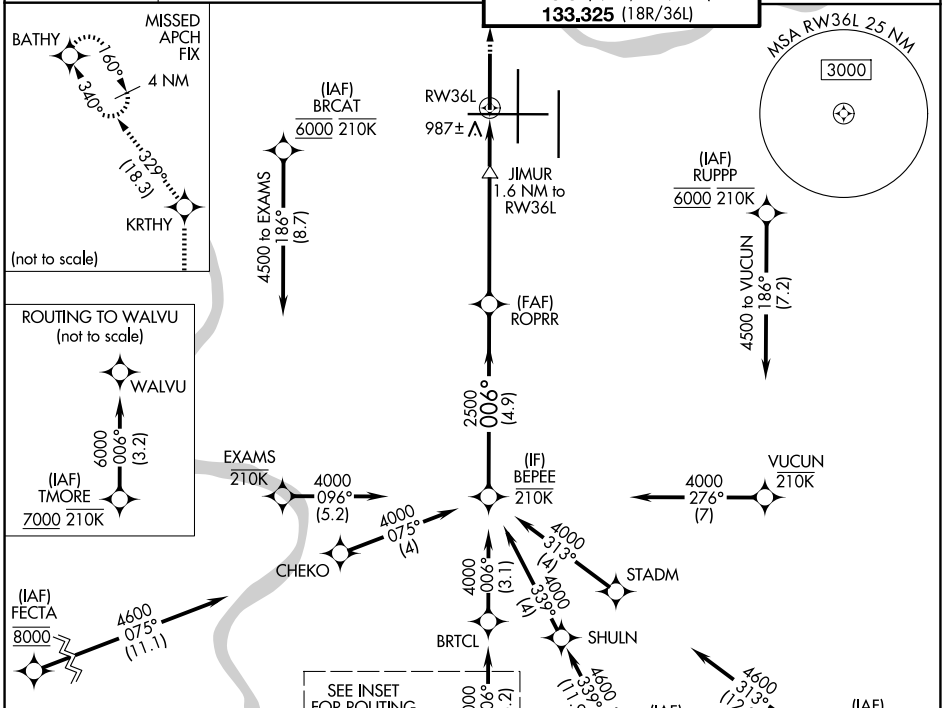 133.325 (18R/36L)
MISSED
APCH
FIX
BATHY
160°
4 NM
340°
329°
(18.3)
KRTHY
(not to scale)
(IAF)
BRCAT
6000 210K
4500 to EXAMS
186°
(8.7)
RW36L
987±
JIMUR
1.6 NM to
RW36L
MSA RW36L 25 NM
3000
(IAF)
RUPPP
6000 210K
4500 to VUCUN
186°
(7.2)
ROUTING TO WALVU
(not to scale)
WALVU
6000
006°
(3.2)
(IAF)
TMORE
7000 210K
(FAF)
ROPRR
2500
006°
(4.9)
EXAMS
210K
4000
096°
(5.2)
(IF)
BEPEE
210K
VUCUN
210K
4000
276°
(7)
CHEKO
4000
075°
(4)
4000
006°
(3.1)
BRTCL
4000
339°
(4)
SHULN
4000
313°
(4)
STADM
(IAF)
FECTA
8000
4600
075°
(11.1)
SEE INSET
FOR ROUTING
4600
339°
4600
313°
(IAF)
(IAF)